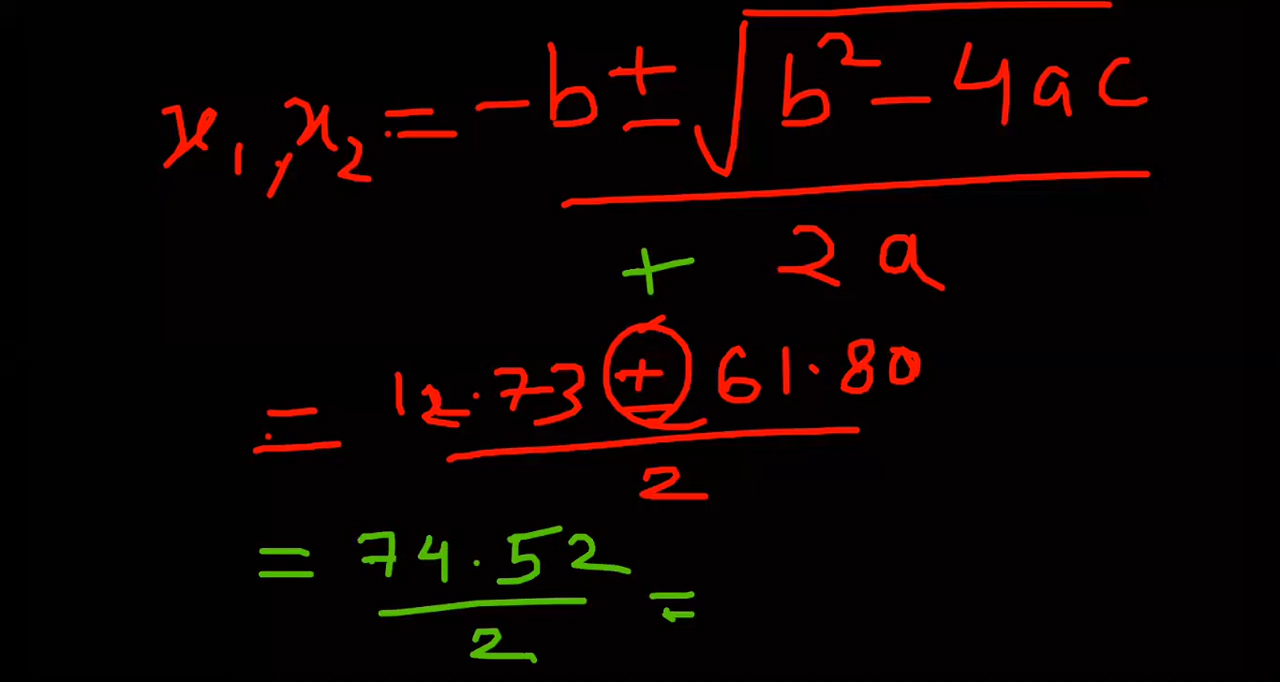 x₁, x₂ = -b ± √(b² - 4ac)
2a
+
= 12.73 ± 61.80
2
= 74.52 =
2